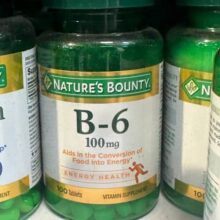 NATURE'S BOUNTY
B-6
100 mg
Aids in the Conversion
of Food into Energy*
ENERGY HEALTH
100 Tablets
VITAMIN SUPPLEMENT